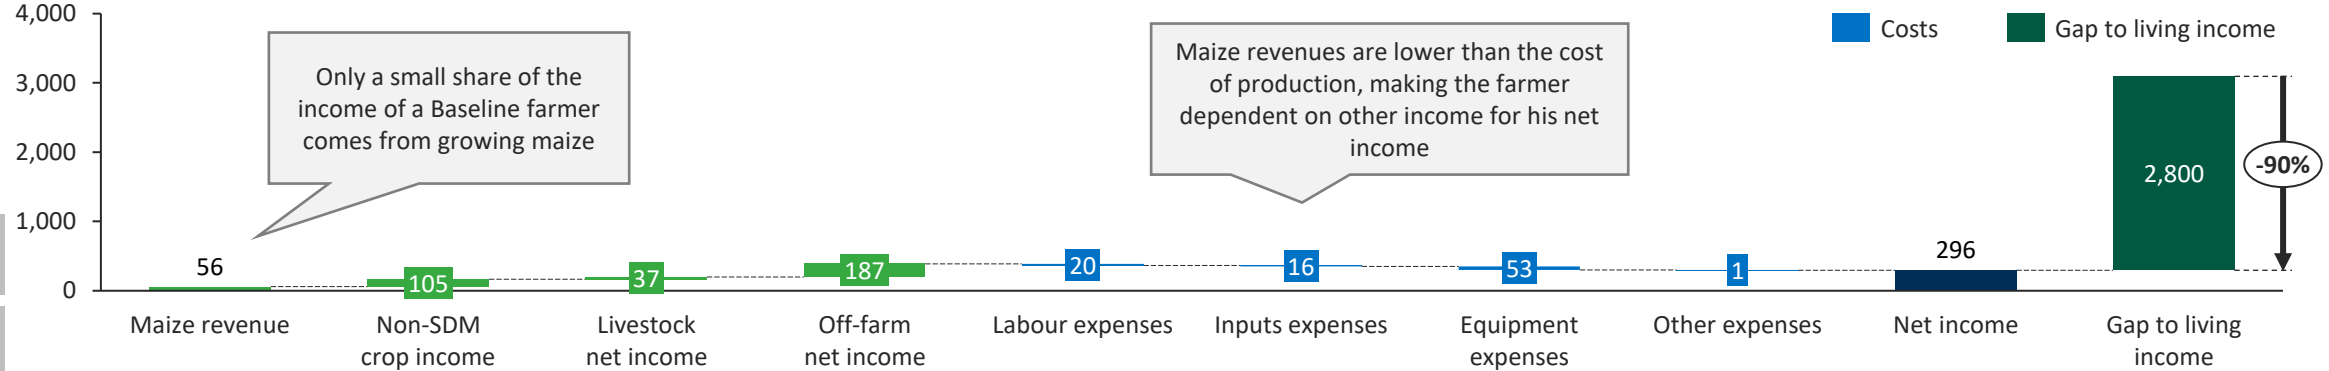 4,000
3,000
2,000
1,000
0
Costs
Gap to living income
Only a small share of the
income of a Baseline farmer
comes from growing maize
Maize revenues are lower than the cost
of production, making the farmer
dependent on other income for his net
income
56
105
37
187
20
16
53
1
296
2,800
-90%
Maize revenue
Non-SDM
crop income
Livestock
net income
Off-farm
net income
Labour expenses
Inputs expenses
Equipment
expenses
Other expenses
Net income
Gap to living
income